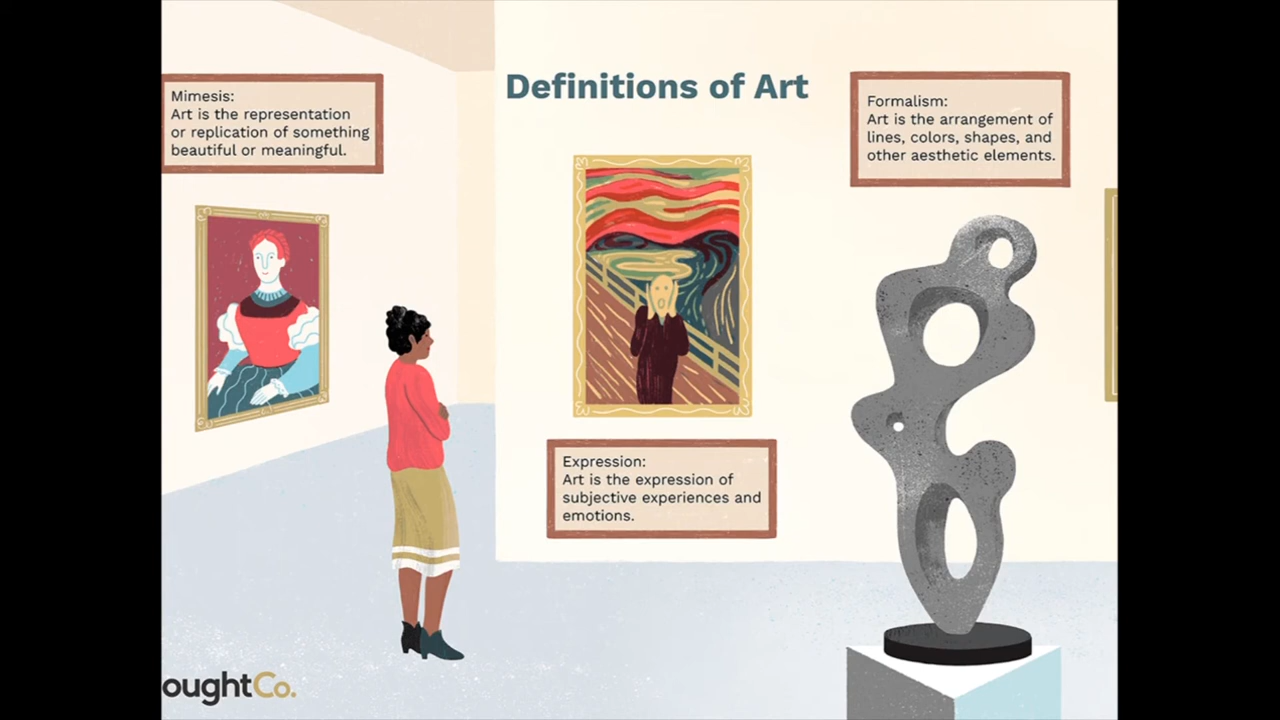 Definitions of Art
Mimesis:
Art is the representation
or replication of something
beautiful or meaningful.
Expression:
Art is the expression of
subjective experiences and
emotions.
Formalism:
Art is the arrangement of
lines, colors, shapes, and
other aesthetic elements.
oughtCo.